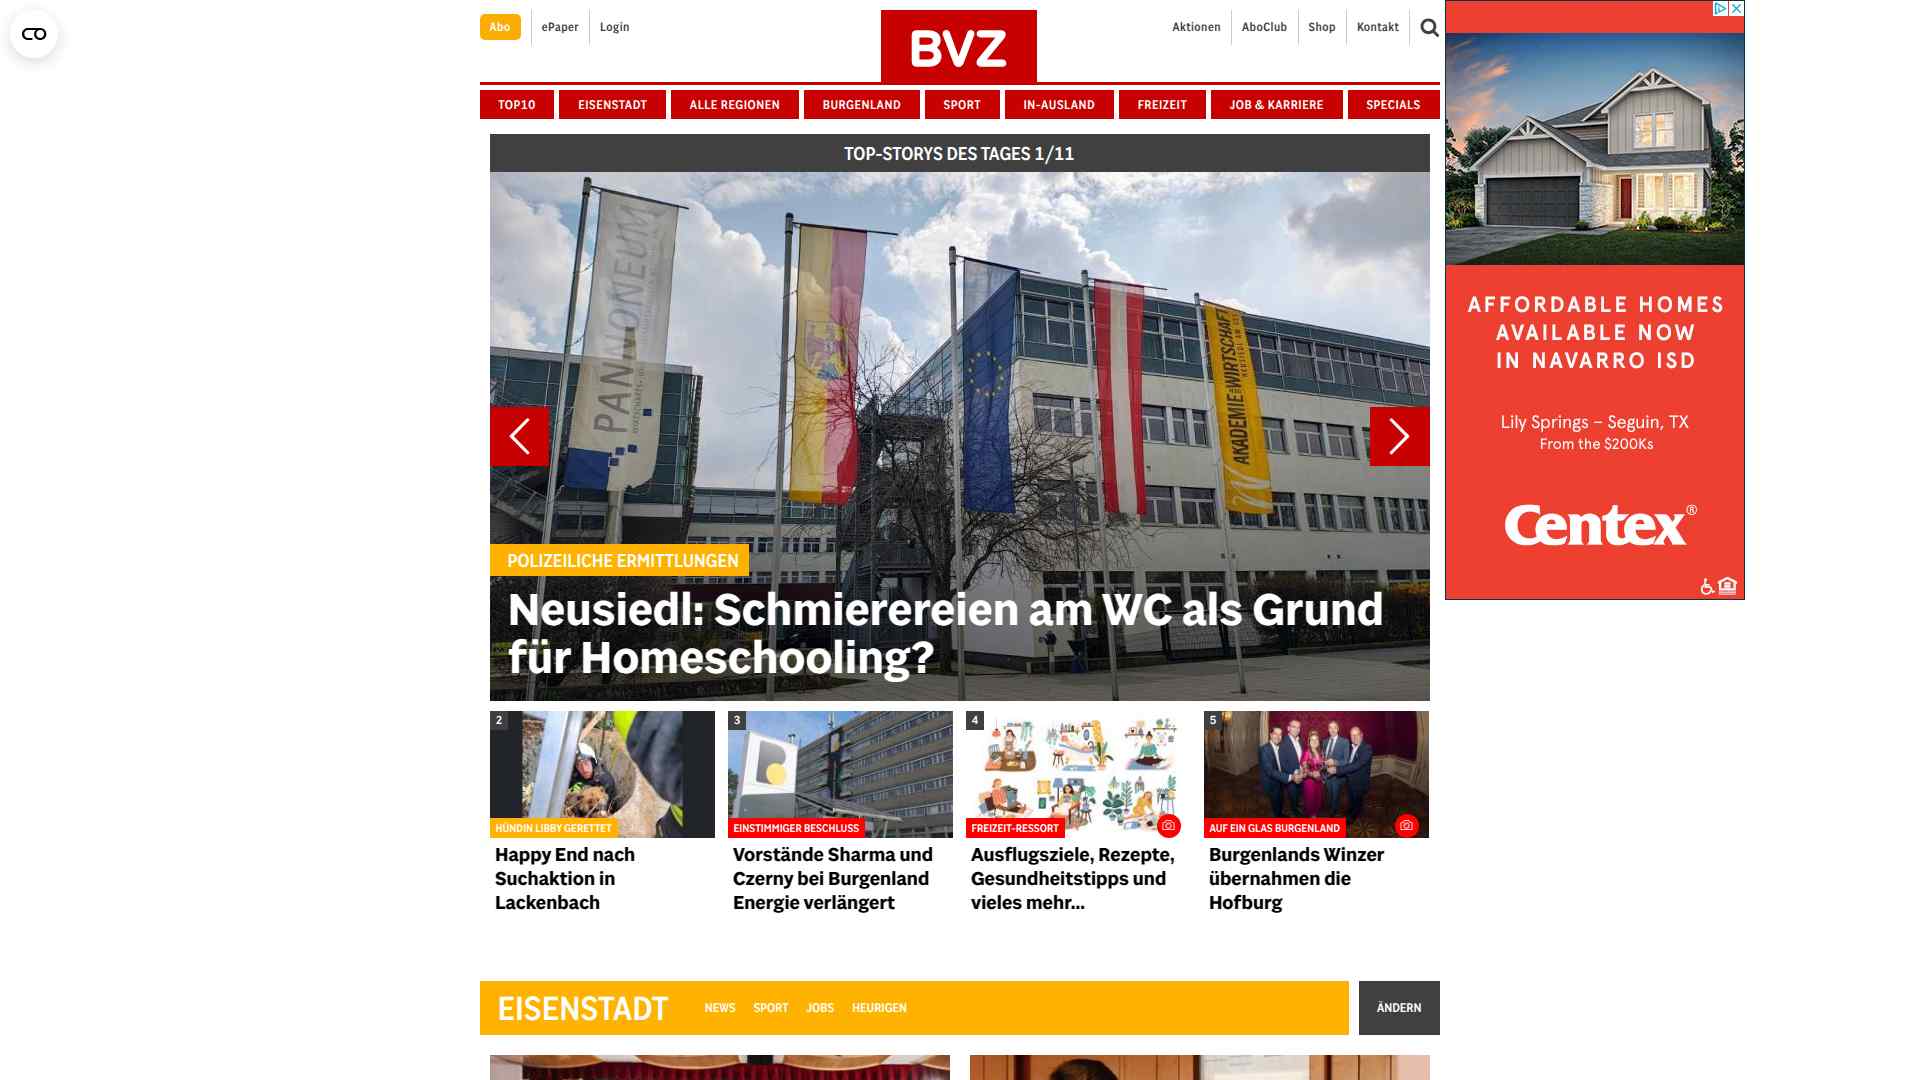 Abo
ePaper
Login
BVZ
Aktionen
AboClub
Shop
Kontakt
TOP10
EISENSTADT
ALLE REGIONEN
BURGENLAND
SPORT
IN-AUSLAND
FREIZEIT
JOB & KARRIERE
SPECIALS
TOP-STORYS DES TAGES 1/11
PANNONEUM
AKADEMIE
WIRTSCHAFT
POLIZEILICHE ERMITTLUNGEN
Neusiedl: Schmierereien am WC als Grund
für Homeschooling?
2
HÜNDIN LIBBY GERETTET
Happy End nach
Suchaktion in
Lackenbach
3
EINSTIMMIGER BESCHLUSS
Vorstände Sharma und
Czerny bei Burgenland
Energie verlängert
4
FREIZEIT-RESSORT
Ausflugsziele, Rezepte,
Gesundheitstipps und
vieles mehr...
5
AUF EIN GLAS BURGENLAND
Burgenlands Winzer
übernahmen die
Hofburg
EISENSTADT
NEWS
SPORT
JOBS
HEURIGEN
ÄNDERN
AFFORDABLE HOMES
AVAILABLE NOW
IN NAVARRO ISD
Lily Springs – Seguin, TX
From the $200Ks
Centex®